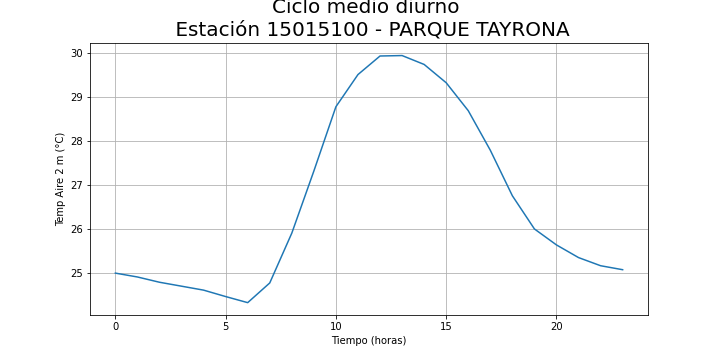 Ciclo medio diurno
Estación 15015100 - PARQUE TAYRONA
30
29
28
27
26
25
Temp Aire 2 m (°C)
0
5
10
15
20
Tiempo (horas)